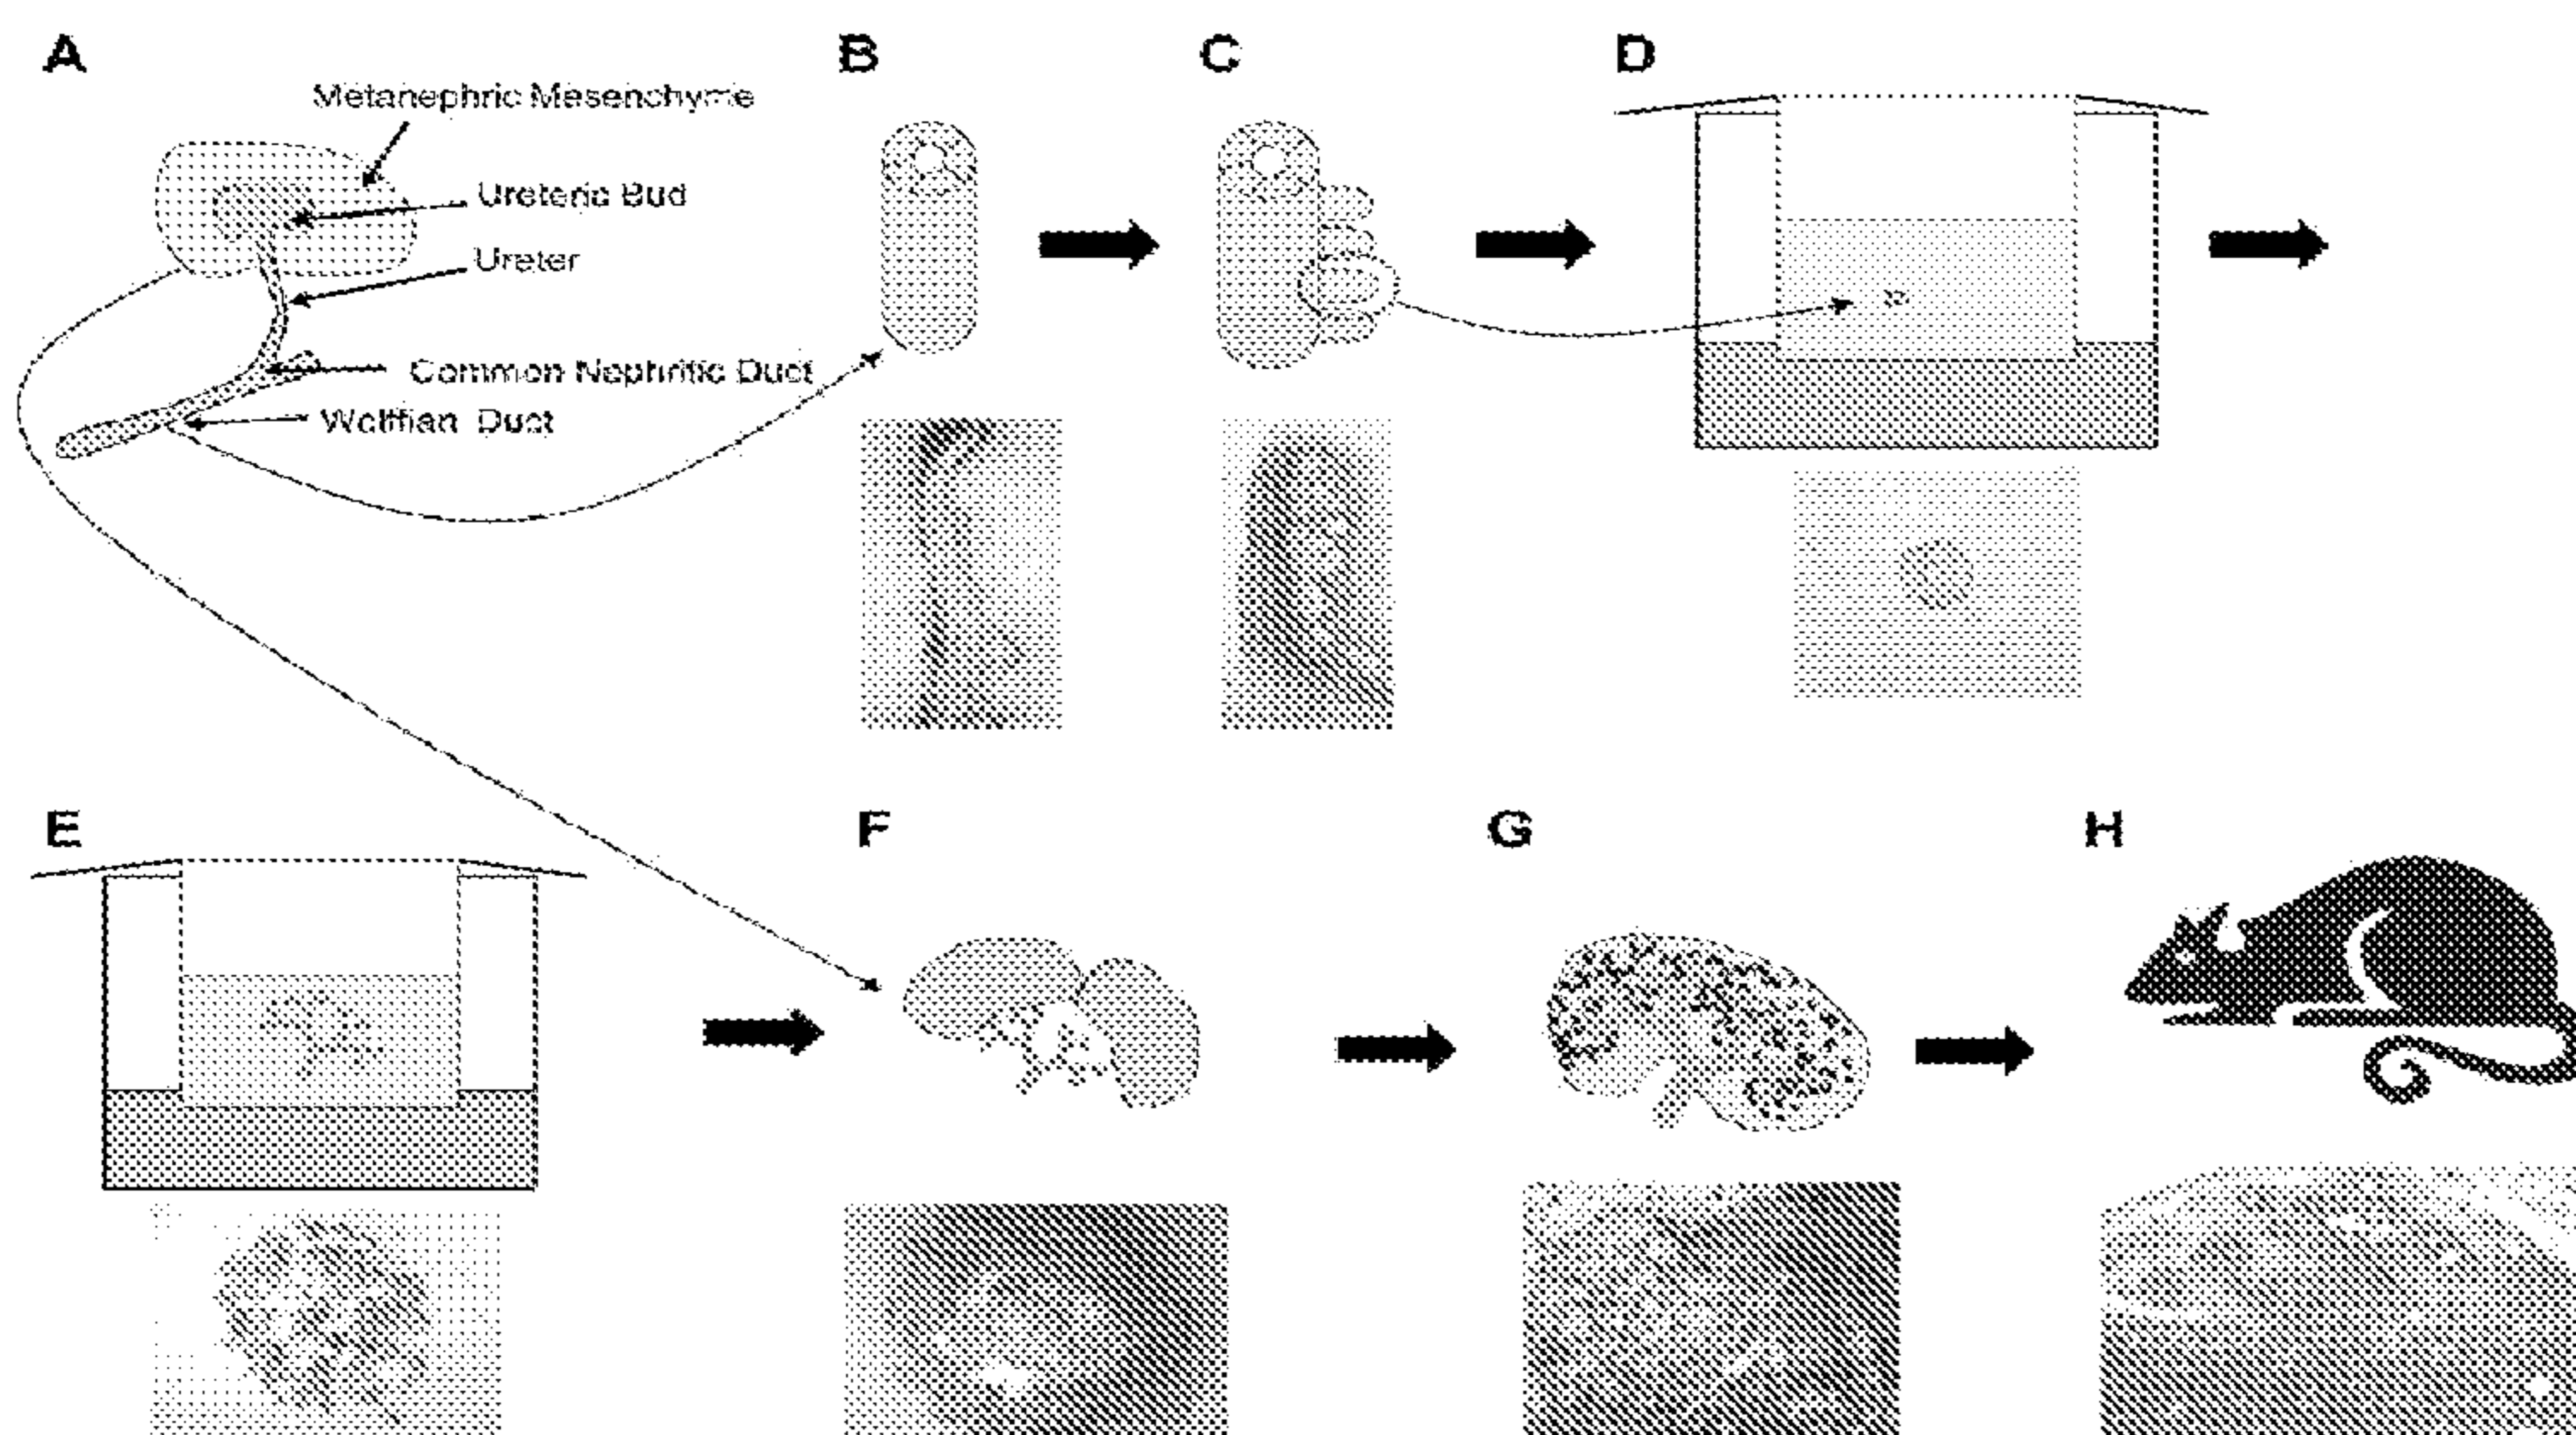 A
B
C
D
Metanephric Mesenchyme
Ureteric Bud
Ureter
Common Nephritic Duct
Wolffian Duct
E
F
G
H